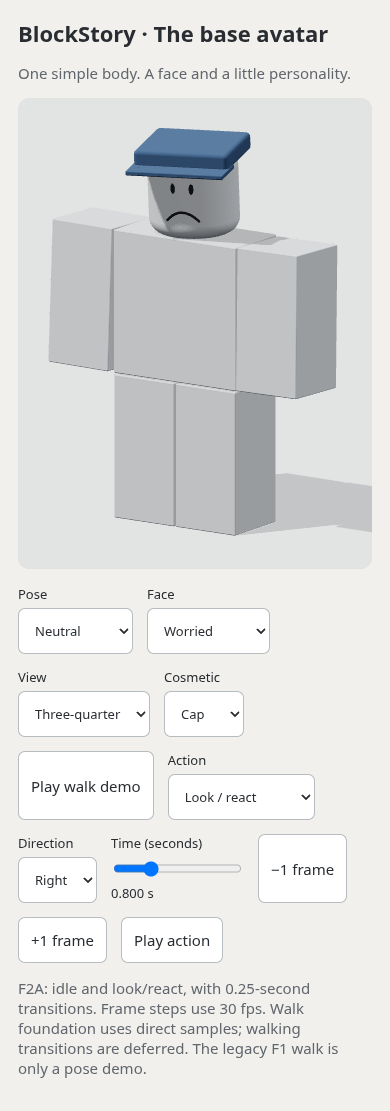 BlockStory · The base avatar
One simple body. A face and a little personality.
Pose
Face
Neutral
Worried
View
Cosmetic
Three-quarter
Cap
Play walk demo
Action
Look / react
Direction
Time (seconds)
Right
0.800 s
−1 frame
+1 frame
Play action
F2A: idle and look/react, with 0.25-second
transitions. Frame steps use 30 fps. Walk
foundation uses direct samples; walking
transitions are deferred. The legacy F1 walk is
only a pose demo.